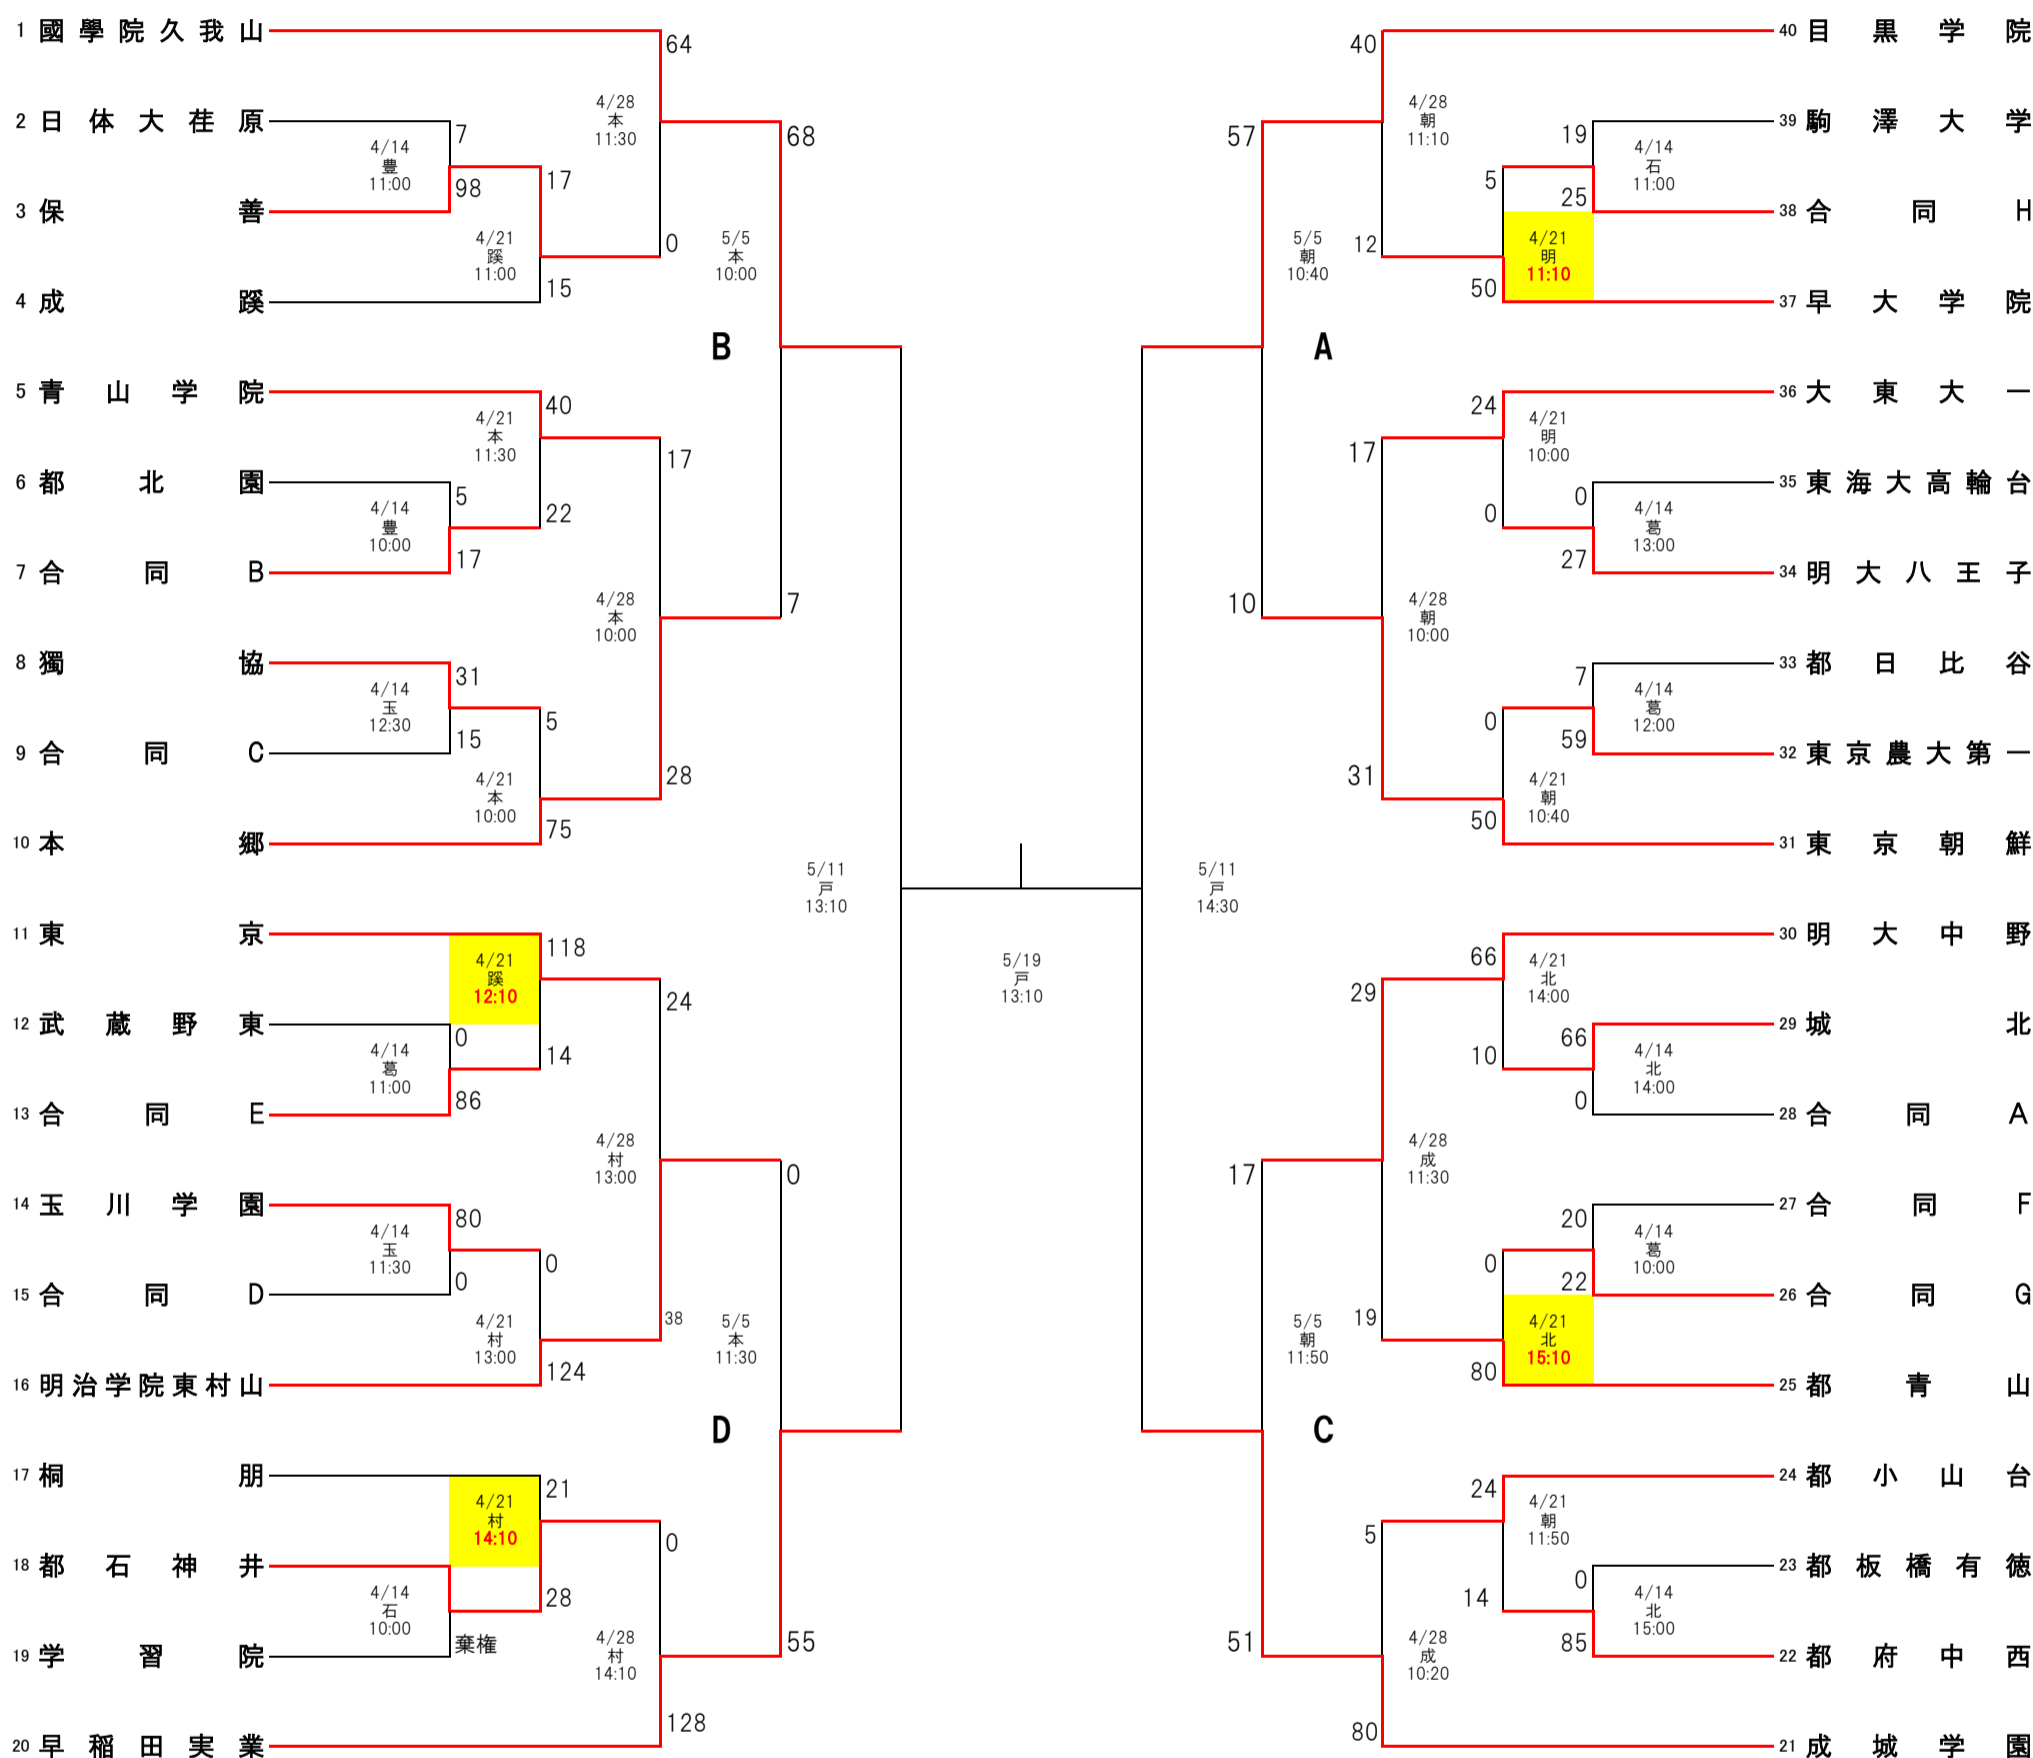 1 國學院久我山
64
40
40 目黒学院
4/28
本
11:30
4/28
朝
11:10
2 日体大荏原
7
68
57
19
39 駒澤大学
4/14
豊
11:00
4/14
石
11:00
98
17
5
25
3 保善
38 合同H
4/21
蹊
11:00
0
5/5
本
10:00
5/5
朝
10:40
12
4/21
明
11:10
4 成蹊
15
50
37 早大学院
B
A
5 青山学院
40
24
36 大東大一
4/21
本
11:30
17
17
4/21
明
10:00
6 都北園
5
22
0
0
35 東海大高輪台
4/14
豊
10:00
4/14
葛
13:00
17
27
7 合同B
34 明大八王子
4/28
本
10:00
7
10
4/28
朝
10:00
8 獨協
31
7
33 都日比谷
4/14
玉
12:30
4/14
葛
12:00
5
0
15
59
9 合同C
32 東京農大第一
4/21
本
10:00
28
31
4/21
朝
10:40
75
50
10 本郷
31 東京朝鮮
5/11
戸
13:10
5/11
戸
14:30
11 東京
118
66
30 明大中野
4/21
蹊
12:10
24
5/19
戸
13:10
29
4/21
北
14:00
12 武蔵野東
0
14
10
66
29 城北
4/14
葛
11:00
4/14
北
14:00
86
0
13 合同E
28 合同A
4/28
村
13:00
0
17
4/28
成
11:30
14 玉川学園
80
20
27 合同F
4/14
玉
11:30
4/14
葛
10:00
0
0
0
22
15 合同D
26 合同G
4/21
村
13:00
38
5/5
本
11:30
5/5
朝
11:50
19
4/21
北
15:10
124
80
16 明治学院東村山
25 都青山
D
C
17 桐朋
21
24
24 都小山台
4/21
村
14:10
0
5
4/21
朝
11:50
18 都石神井
28
14
0
23 都板橋有徳
4/14
石
10:00
4/14
北
15:00
棄権
85
19 学習院
22 都府中西
4/28
村
14:10
55
51
4/28
成
10:20
128
80
20 早稲田実業
21 成城学園